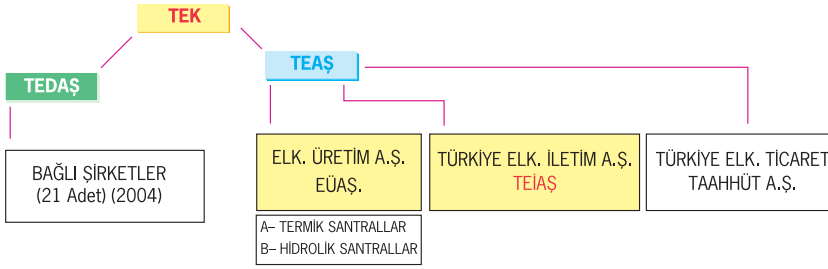 TEK
TEDAŞ
TEAŞ
BAĞLI ŞİRKETLER
(21 Adet) (2004)
ELK. ÜRETİM A.Ş.
EÜAŞ.
A– TERMİK SANTRALLAR
B– HİDROLİK SANTRALLAR
TÜRKİYE ELK. İLETİM A.Ş.
TEİAŞ
TÜRKİYE ELK. TİCARET
TAAHHÜT A.Ş.